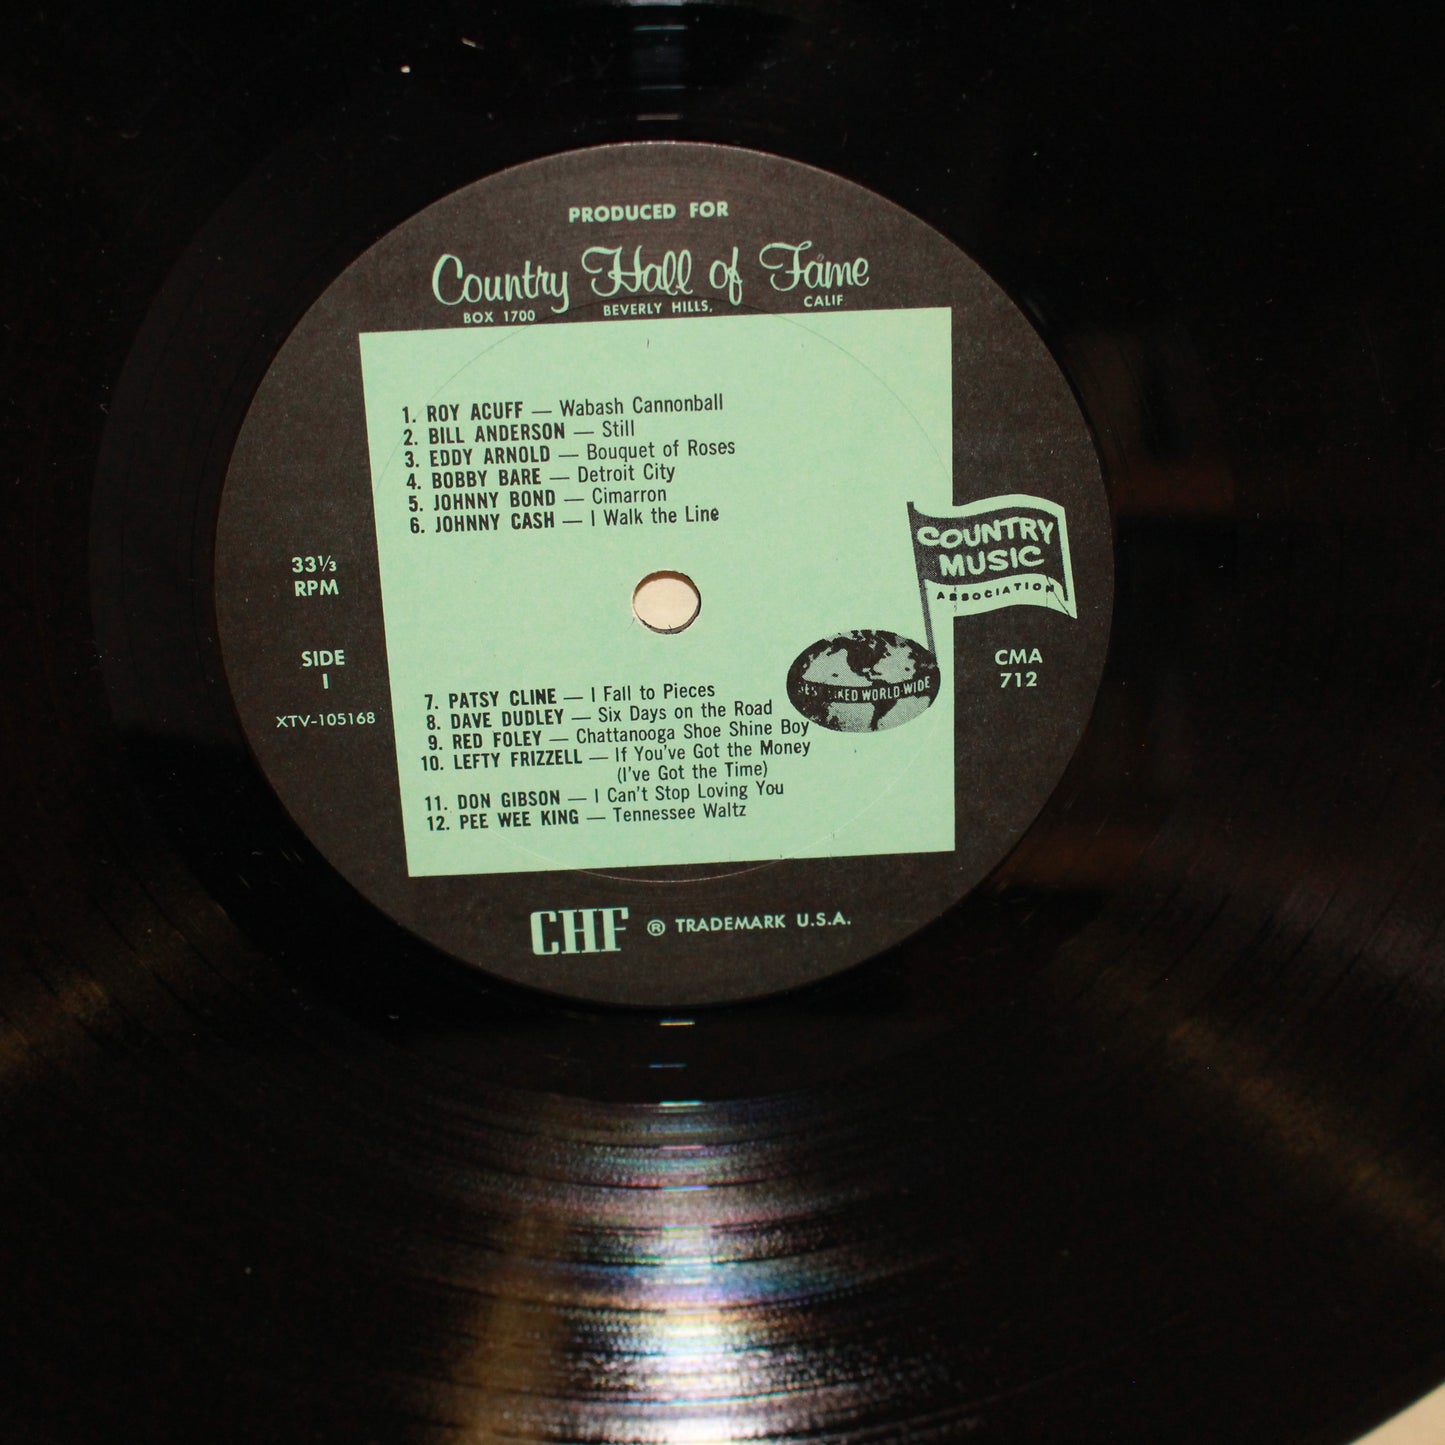 PRODUCED FOR
Country Hall of Fame
BOX 1700 BEVERLY HILLS, CALIF
1. ROY ACUFF — Wabash Cannonball
2. BILL ANDERSON — Still
3. EDDY ARNOLD — Bouquet of Roses
4. BOBBY BARE — Detroit City
5. JOHNNY BOND — Cimarron
6. JOHNNY CASH — I Walk the Line
33⅓
RPM
SIDE
I
XTV-105168
COUNTRY
MUSIC
ASSOCIATION
WORLD-WIDE
CMA
712
7. PATSY CLINE — I Fall to Pieces
8. DAVE DUDLEY — Six Days on the Road
9. RED FOLEY — Chattanooga Shoe Shine Boy
10. LEFTY FRIZZELL — If You've Got the Money
(I've Got the Time)
11. DON GIBSON — I Can't Stop Loving You
12. PEE WEE KING — Tennessee Waltz
CHF ® TRADEMARK U.S.A.